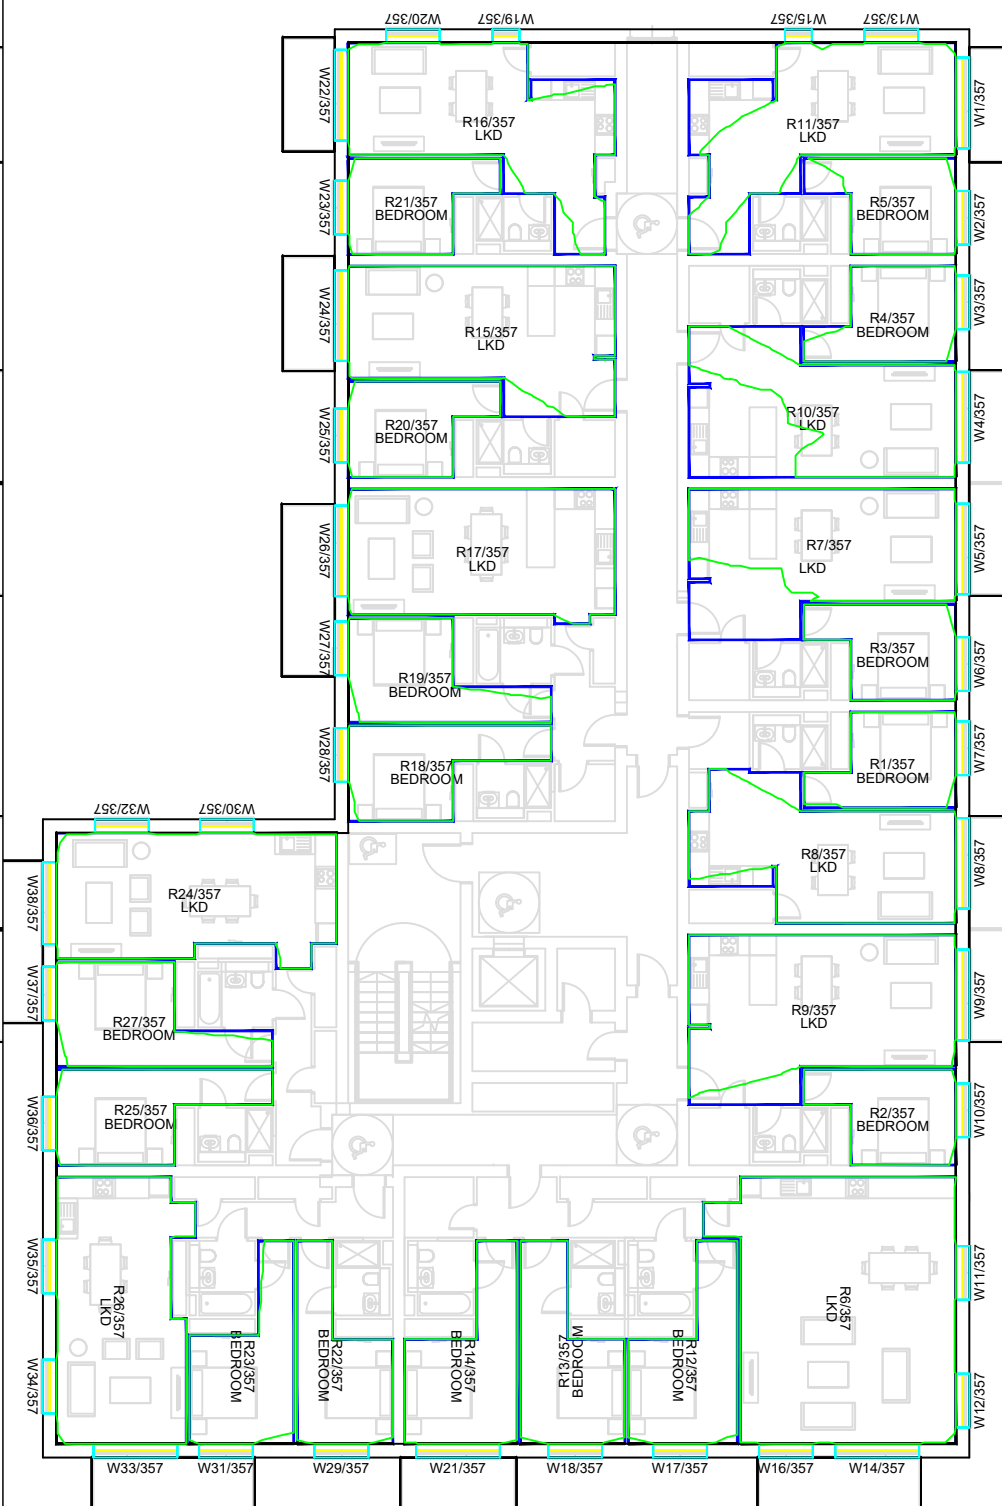 W20/357
W19/357
W15/357
W13/357
W22/357
R16/357
LKD
R11/357
LKD
W1/357
W23/357
R21/357
BEDROOM
R5/357
BEDROOM
W2/357
W24/357
R15/357
LKD
R4/357
BEDROOM
W3/357
W25/357
R20/357
BEDROOM
R10/357
LKD
W4/357
W26/357
R17/357
LKD
R7/357
LKD
W5/357
W27/357
R19/357
BEDROOM
R3/357
BEDROOM
W6/357
W28/357
R18/357
BEDROOM
R1/357
BEDROOM
W7/357
W32/357
W30/357
W38/357
R24/357
LKD
R8/357
LKD
W8/357
W37/357
R27/357
BEDROOM
R9/357
LKD
W9/357
W36/357
R25/357
BEDROOM
R2/357
BEDROOM
W10/357
W35/357
R26/357
LKD
R6/357
LKD
W11/357
W34/357
R23/357
BEDROOM
R22/357
BEDROOM
R14/357
BEDROOM
R13/357
BEDROOM
R12/357
BEDROOM
W12/357
W33/357
W31/357
W29/357
W21/357
W18/357
W17/357
W16/357
W14/357